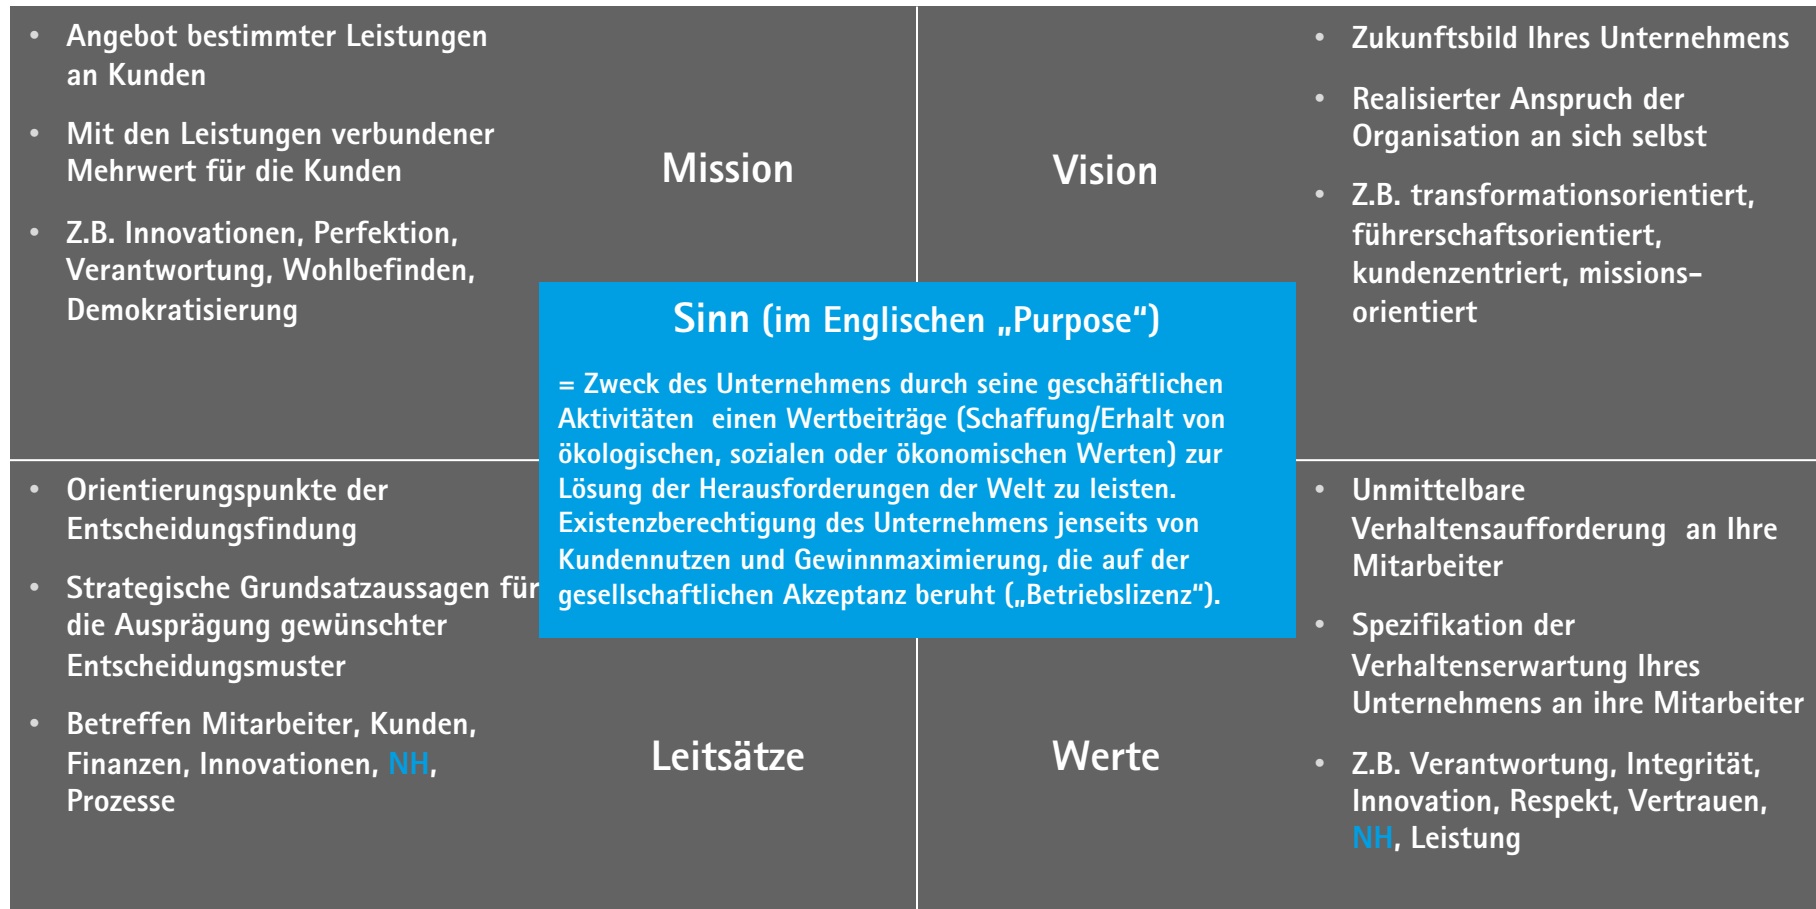 • Angebot bestimmter Leistungen
an Kunden
• Mit den Leistungen verbundener
Mehrwert für die Kunden
• Z.B. Innovationen, Perfektion,
Verantwortung, Wohlbefinden,
Demokratisierung
Mission
Vision
• Zukunftsbild Ihres Unternehmens
• Realisierter Anspruch der
Organisation an sich selbst
• Z.B. transformationsorientiert,
führerschaftsorientiert,
kundenzentriert, missions-
orientiert
Sinn (im Englischen „Purpose“)
= Zweck des Unternehmens durch seine geschäftlichen
Aktivitäten einen Wertbeiträge (Schaffung/Erhalt von
ökologischen, sozialen oder ökonomischen Werten) zur
Lösung der Herausforderungen der Welt zu leisten.
Existenzberechtigung des Unternehmens jenseits von
Kundennutzen und Gewinnmaximierung, die auf der
gesellschaftlichen Akzeptanz beruht („Betriebslizenz“).
• Orientierungspunkte der
Entscheidungsfindung
• Strategische Grundsatzaussagen für
die Ausprägung gewünschter
Entscheidungsmuster
• Betreffen Mitarbeiter, Kunden,
Finanzen, Innovationen, NH,
Prozesse
Leitsätze
Werte
• Unmittelbare
Verhaltensaufforderung an Ihre
Mitarbeiter
• Spezifikation der
Verhaltenserwartung Ihres
Unternehmens an ihre Mitarbeiter
• Z.B. Verantwortung, Integrität,
Innovation, Respekt, Vertrauen,
NH, Leistung